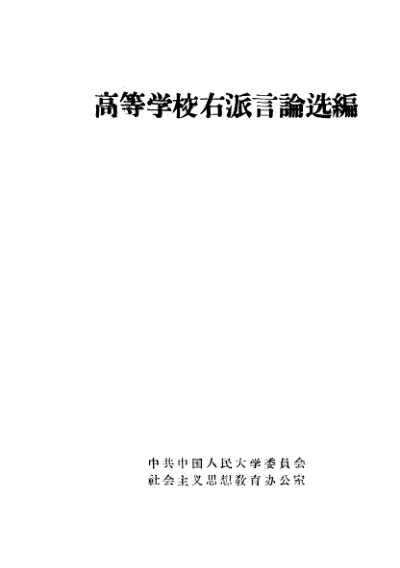 高等学校右派言論选編
中共中国人民大学委員会
社会主义思想敎育办公室